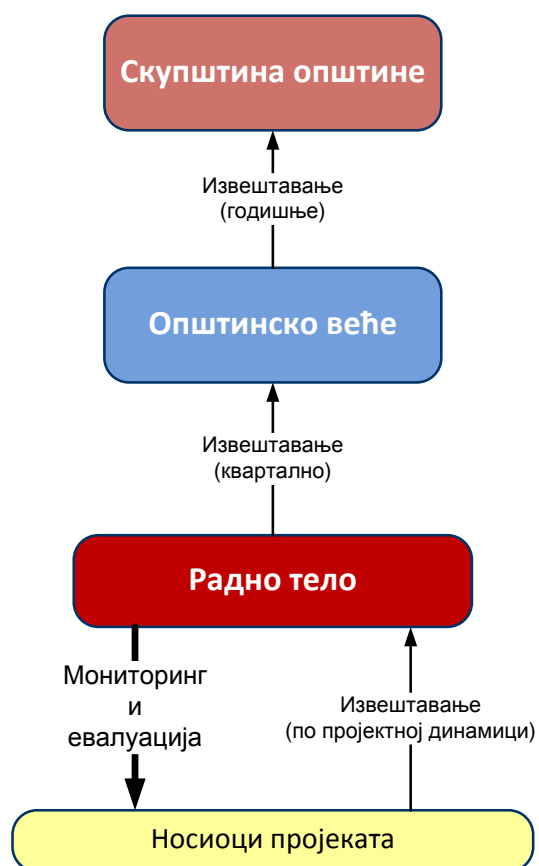 Скупштина општине
Извештавање
(годишње)
Општинско веће
Извештавање
(квартално)
Радно тело
Мониторинг
и
евалуација
Извештавање
(по пројектној динамици)
Носиоци пројеката